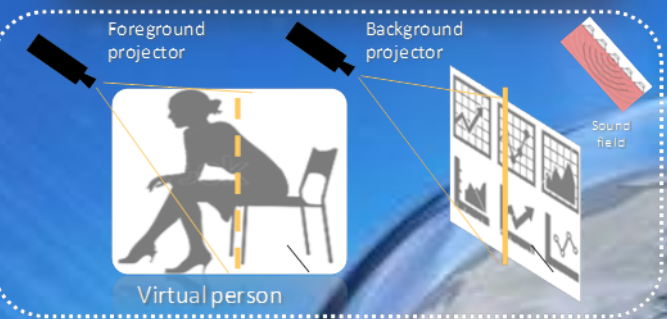 Foreground
projector
Background
projector
Sound
field
Virtual person